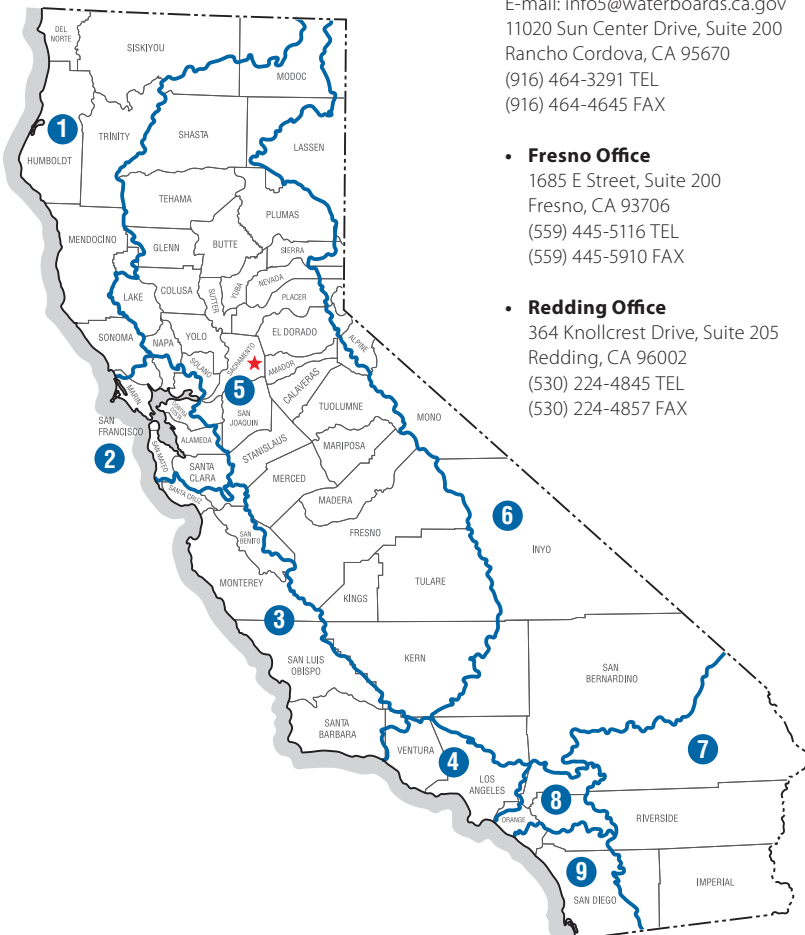 E-mail: info5@waterboards.ca.gov
11020 Sun Center Drive, Suite 200
Rancho Cordova, CA 95670
(916) 464-3291 TEL
(916) 464-4645 FAX
• Fresno Office
1685 E Street, Suite 200
Fresno, CA 93706
(559) 445-5116 TEL
(559) 445-5910 FAX
• Redding Office
364 Knollcrest Drive, Suite 205
Redding, CA 96002
(530) 224-4845 TEL
(530) 224-4857 FAX
DEL
NORTE
SISKIYOU
MODOC
1
TRINITY
SHASTA
LASSEN
HUMBOLDT
TEHAMA
PLUMAS
MENDOCINO
GLENN
BUTTE
SIERRA
LAKE
COLUSA
SUTTER
YUBA
NEVADA
PLACER
SONOMA
NAPA
YOLO
EL DORADO
ALPINE
SOLANO
SACRAMENTO
AMADOR
5
CALAVERAS
MARIN
CONTRA
COSTA
SAN
JOAQUIN
TUOLUMNE
MONO
SAN
FRANCISCO
ALAMEDA
STANISLAUS
MARIPOSA
2
SAN MATEO
SANTA
CLARA
MERCED
SANTA CRUZ
MADERA
6
SAN
BENITO
FRESNO
INYO
MONTEREY
KINGS
TULARE
3
SAN LUIS
OBISPO
KERN
SAN
BERNARDINO
SANTA
BARBARA
VENTURA
4
7
LOS
ANGELES
8
ORANGE
RIVERSIDE
9
SAN DIEGO
IMPERIAL